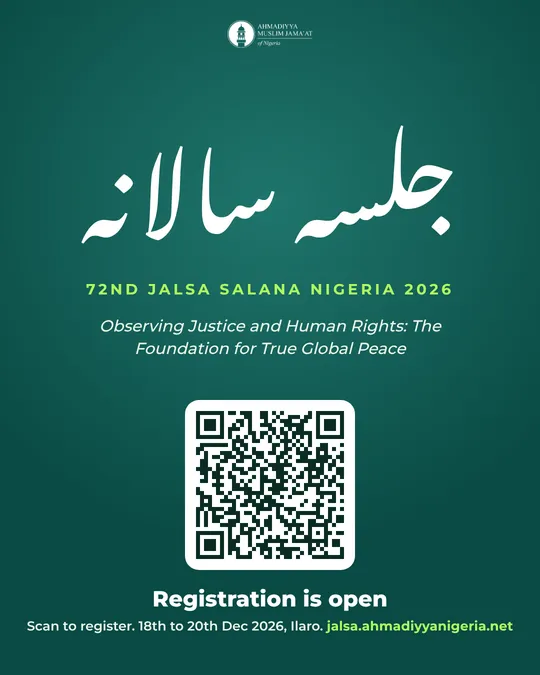 AHMADIYYA
MUSLIM JAMA'AT
of Nigeria
جلسہ سالانہ
72ND JALSA SALANA NIGERIA 2026
Observing Justice and Human Rights: The
Foundation for True Global Peace
Registration is open
Scan to register. 18th to 20th Dec 2026, Ilaro. jalsa.ahmadiyyanigeria.net